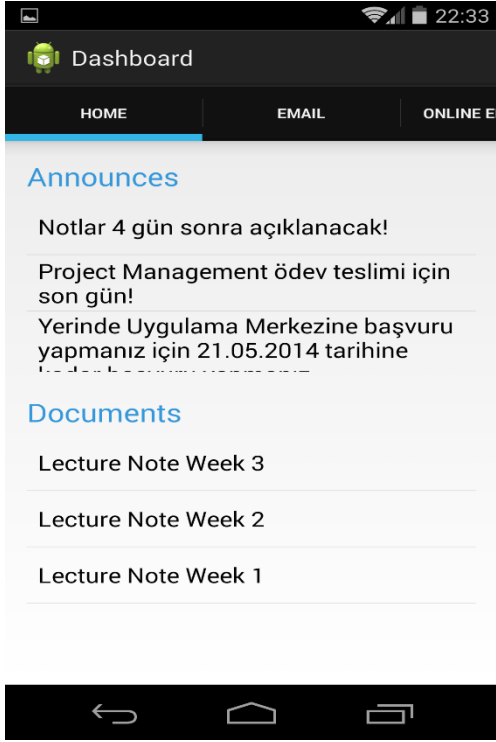 22:33
Dashboard
HOME EMAIL ONLINE E
Announces
Notlar 4 gün sonra açıklanacak!
Project Management ödev teslimi için
son gün!
Yerinde Uygulama Merkezine başvuru
yapmanız için 21.05.2014 tarihine
Documents
Lecture Note Week 3
Lecture Note Week 2
Lecture Note Week 1